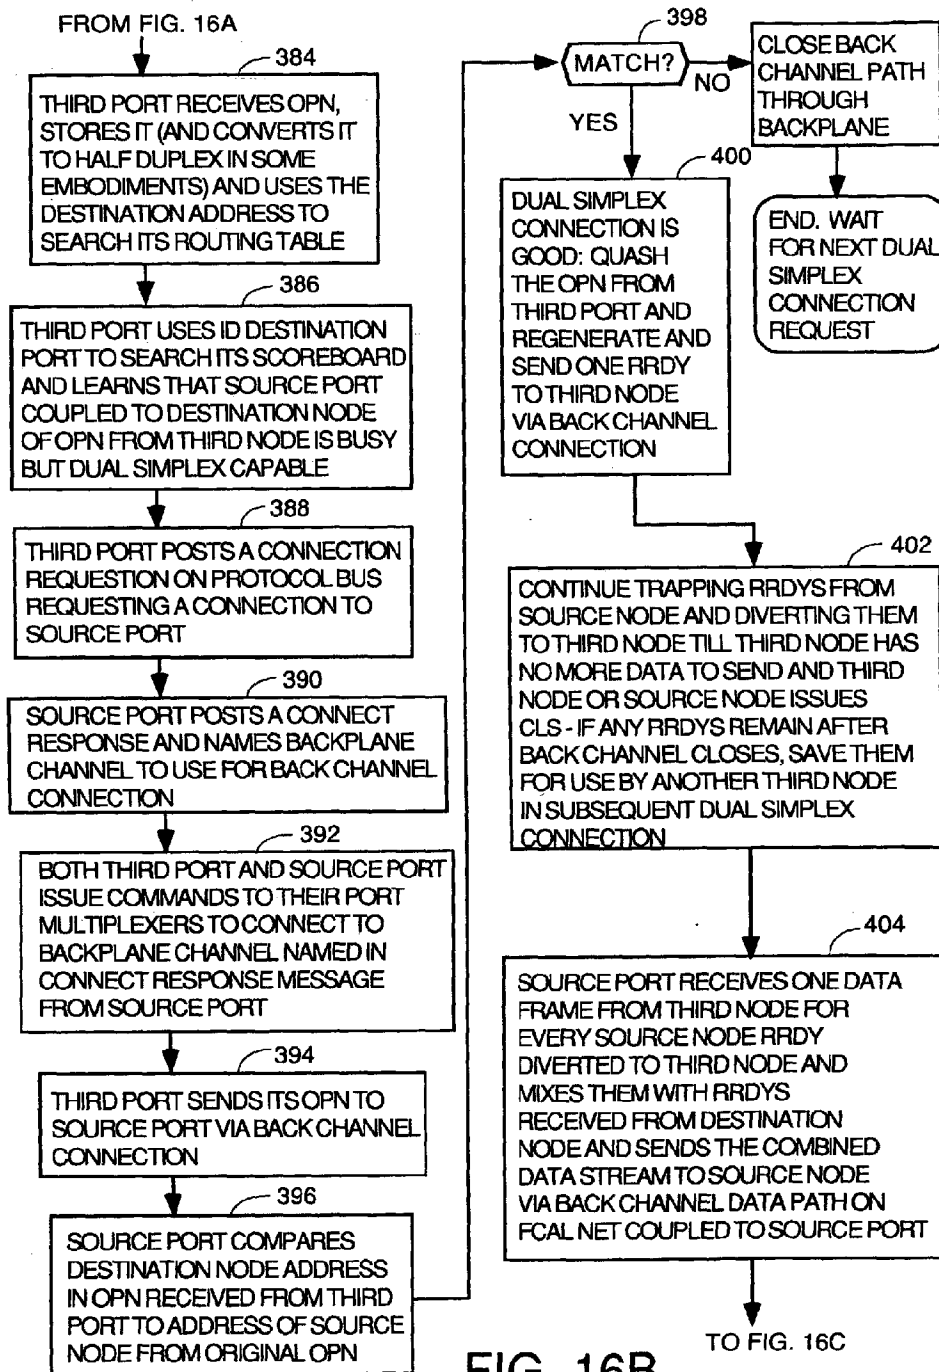 FROM FIG. 16A
384
THIRD PORT RECEIVES OPN,
STORES IT (AND CONVERTS IT
TO HALF DUPLEX IN SOME
EMBODIMENTS) AND USES THE
DESTINATION ADDRESS TO
SEARCH ITS ROUTING TABLE
386
THIRD PORT USES ID DESTINATION
PORT TO SEARCH ITS SCOREBOARD
AND LEARNS THAT SOURCE PORT
COUPLED TO DESTINATION NODE
OF OPN FROM THIRD NODE IS BUSY
BUT DUAL SIMPLEX CAPABLE
388
THIRD PORT POSTS A CONNECTION
REQUESTION ON PROTOCOL BUS
REQUESTING A CONNECTION TO
SOURCE PORT
390
SOURCE PORT POSTS A CONNECT
RESPONSE AND NAMES BACKPLANE
CHANNEL TO USE FOR BACK CHANNEL
CONNECTION
392
BOTH THIRD PORT AND SOURCE PORT
ISSUE COMMANDS TO THEIR PORT
MULTIPLEXERS TO CONNECT TO
BACKPLANE CHANNEL NAMED IN
CONNECT RESPONSE MESSAGE
FROM SOURCE PORT
394
THIRD PORT SENDS ITS OPN TO
SOURCE PORT VIA BACK CHANNEL
CONNECTION
396
SOURCE PORT COMPARES
DESTINATION NODE ADDRESS
IN OPN RECEIVED FROM THIRD
PORT TO ADDRESS OF SOURCE
NODE FROM ORIGINAL OPN
398
MATCH?
NO
YES
CLOSE BACK
CHANNEL PATH
THROUGH
BACKPLANE
END. WAIT
FOR NEXT DUAL
SIMPLEX
CONNECTION
REQUEST
400
DUAL SIMPLEX
CONNECTION IS
GOOD: QUASH
THE OPN FROM
THIRD PORT AND
REGENERATE AND
SEND ONE RRDY
TO THIRD NODE
VIA BACK CHANNEL
CONNECTION
402
CONTINUE TRAPPING RRDYS FROM
SOURCE NODE AND DIVERTING THEM
TO THIRD NODE TILL THIRD NODE HAS
NO MORE DATA TO SEND AND THIRD
NODE OR SOURCE NODE ISSUES
CLS - IF ANY RRDYS REMAIN AFTER
BACK CHANNEL CLOSES, SAVE THEM
FOR USE BY ANOTHER THIRD NODE
IN SUBSEQUENT DUAL SIMPLEX
CONNECTION
404
SOURCE PORT RECEIVES ONE DATA
FRAME FROM THIRD NODE FOR
EVERY SOURCE NODE RRDY
DIVERTED TO THIRD NODE AND
MIXES THEM WITH RRDYS
RECEIVED FROM DESTINATION
NODE AND SENDS THE COMBINED
DATA STREAM TO SOURCE NODE
VIA BACK CHANNEL DATA PATH ON
FCAL NET COUPLED TO SOURCE PORT
TO FIG. 16C
FIG. 16B